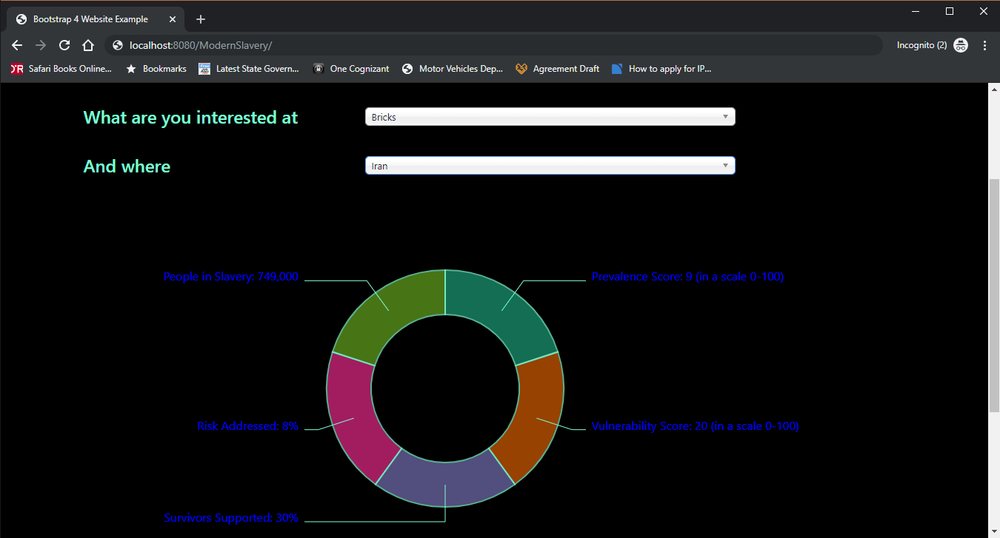 Bootstrap 4 Website Example
localhost:8080/ModernSlavery/
Incognito (2)
Safari Books Online... Bookmarks Latest State Govern... One Cognizant Motor Vehicles Dep... Agreement Draft How to apply for IP...
What are you interested at Bricks
And where Iran
People in Slavery: 749,000 Prevalence Score: 9 (in a scale 0-100)
Risk Addressed: 8% Vulnerability Score: 20 (in a scale 0-100)
Survivors Supported: 30%